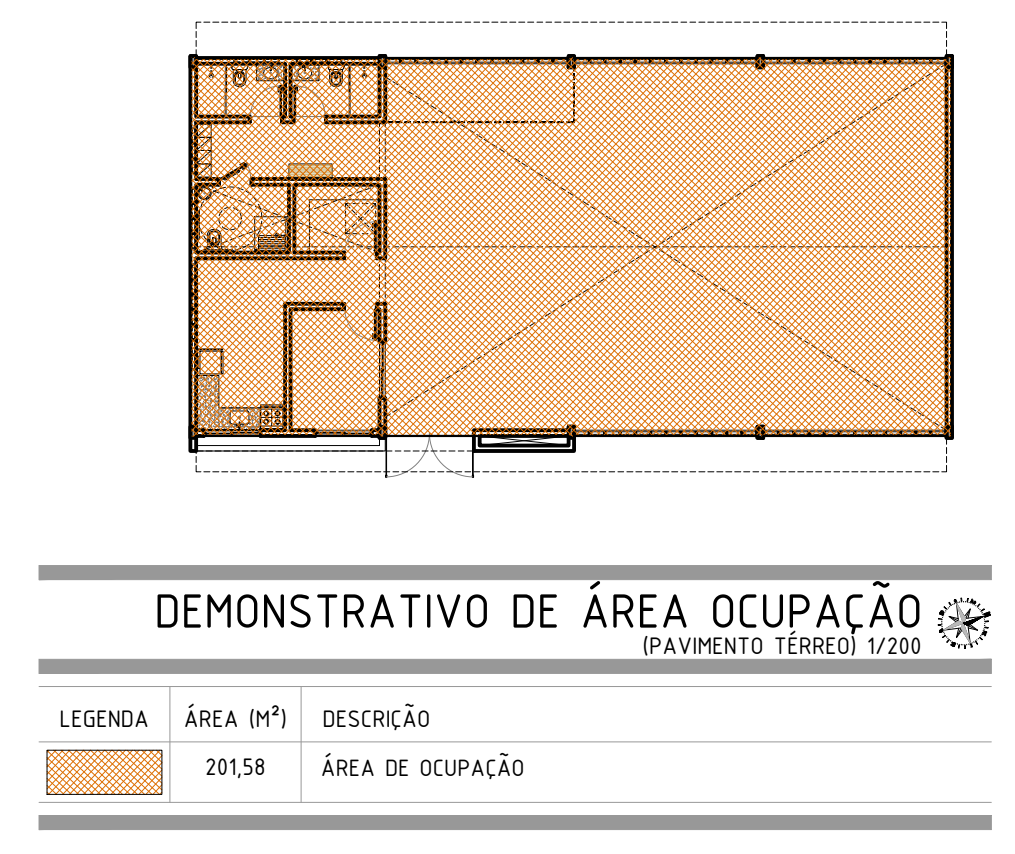 DEMONSTRATIVO DE ÁREA OCUPAÇÃO
(PAVIMENTO TÉRREO) 1/200
LEGENDA ÁREA (M²) DESCRIÇÃO
201,58 ÁREA DE OCUPAÇÃO